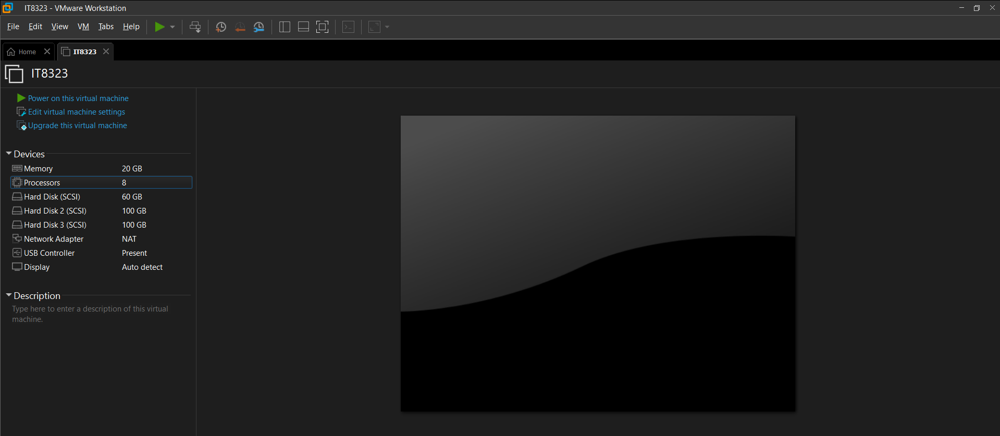 IT8323 - VMware Workstation
File Edit View VM Tabs Help
Home IT8323
IT8323
Power on this virtual machine
Edit virtual machine settings
Upgrade this virtual machine
Devices
Memory 20 GB
Processors 8
Hard Disk (SCSI) 60 GB
Hard Disk 2 (SCSI) 100 GB
Hard Disk 3 (SCSI) 100 GB
Network Adapter NAT
USB Controller Present
Display Auto detect
Description
Type here to enter a description of this virtual
machine.